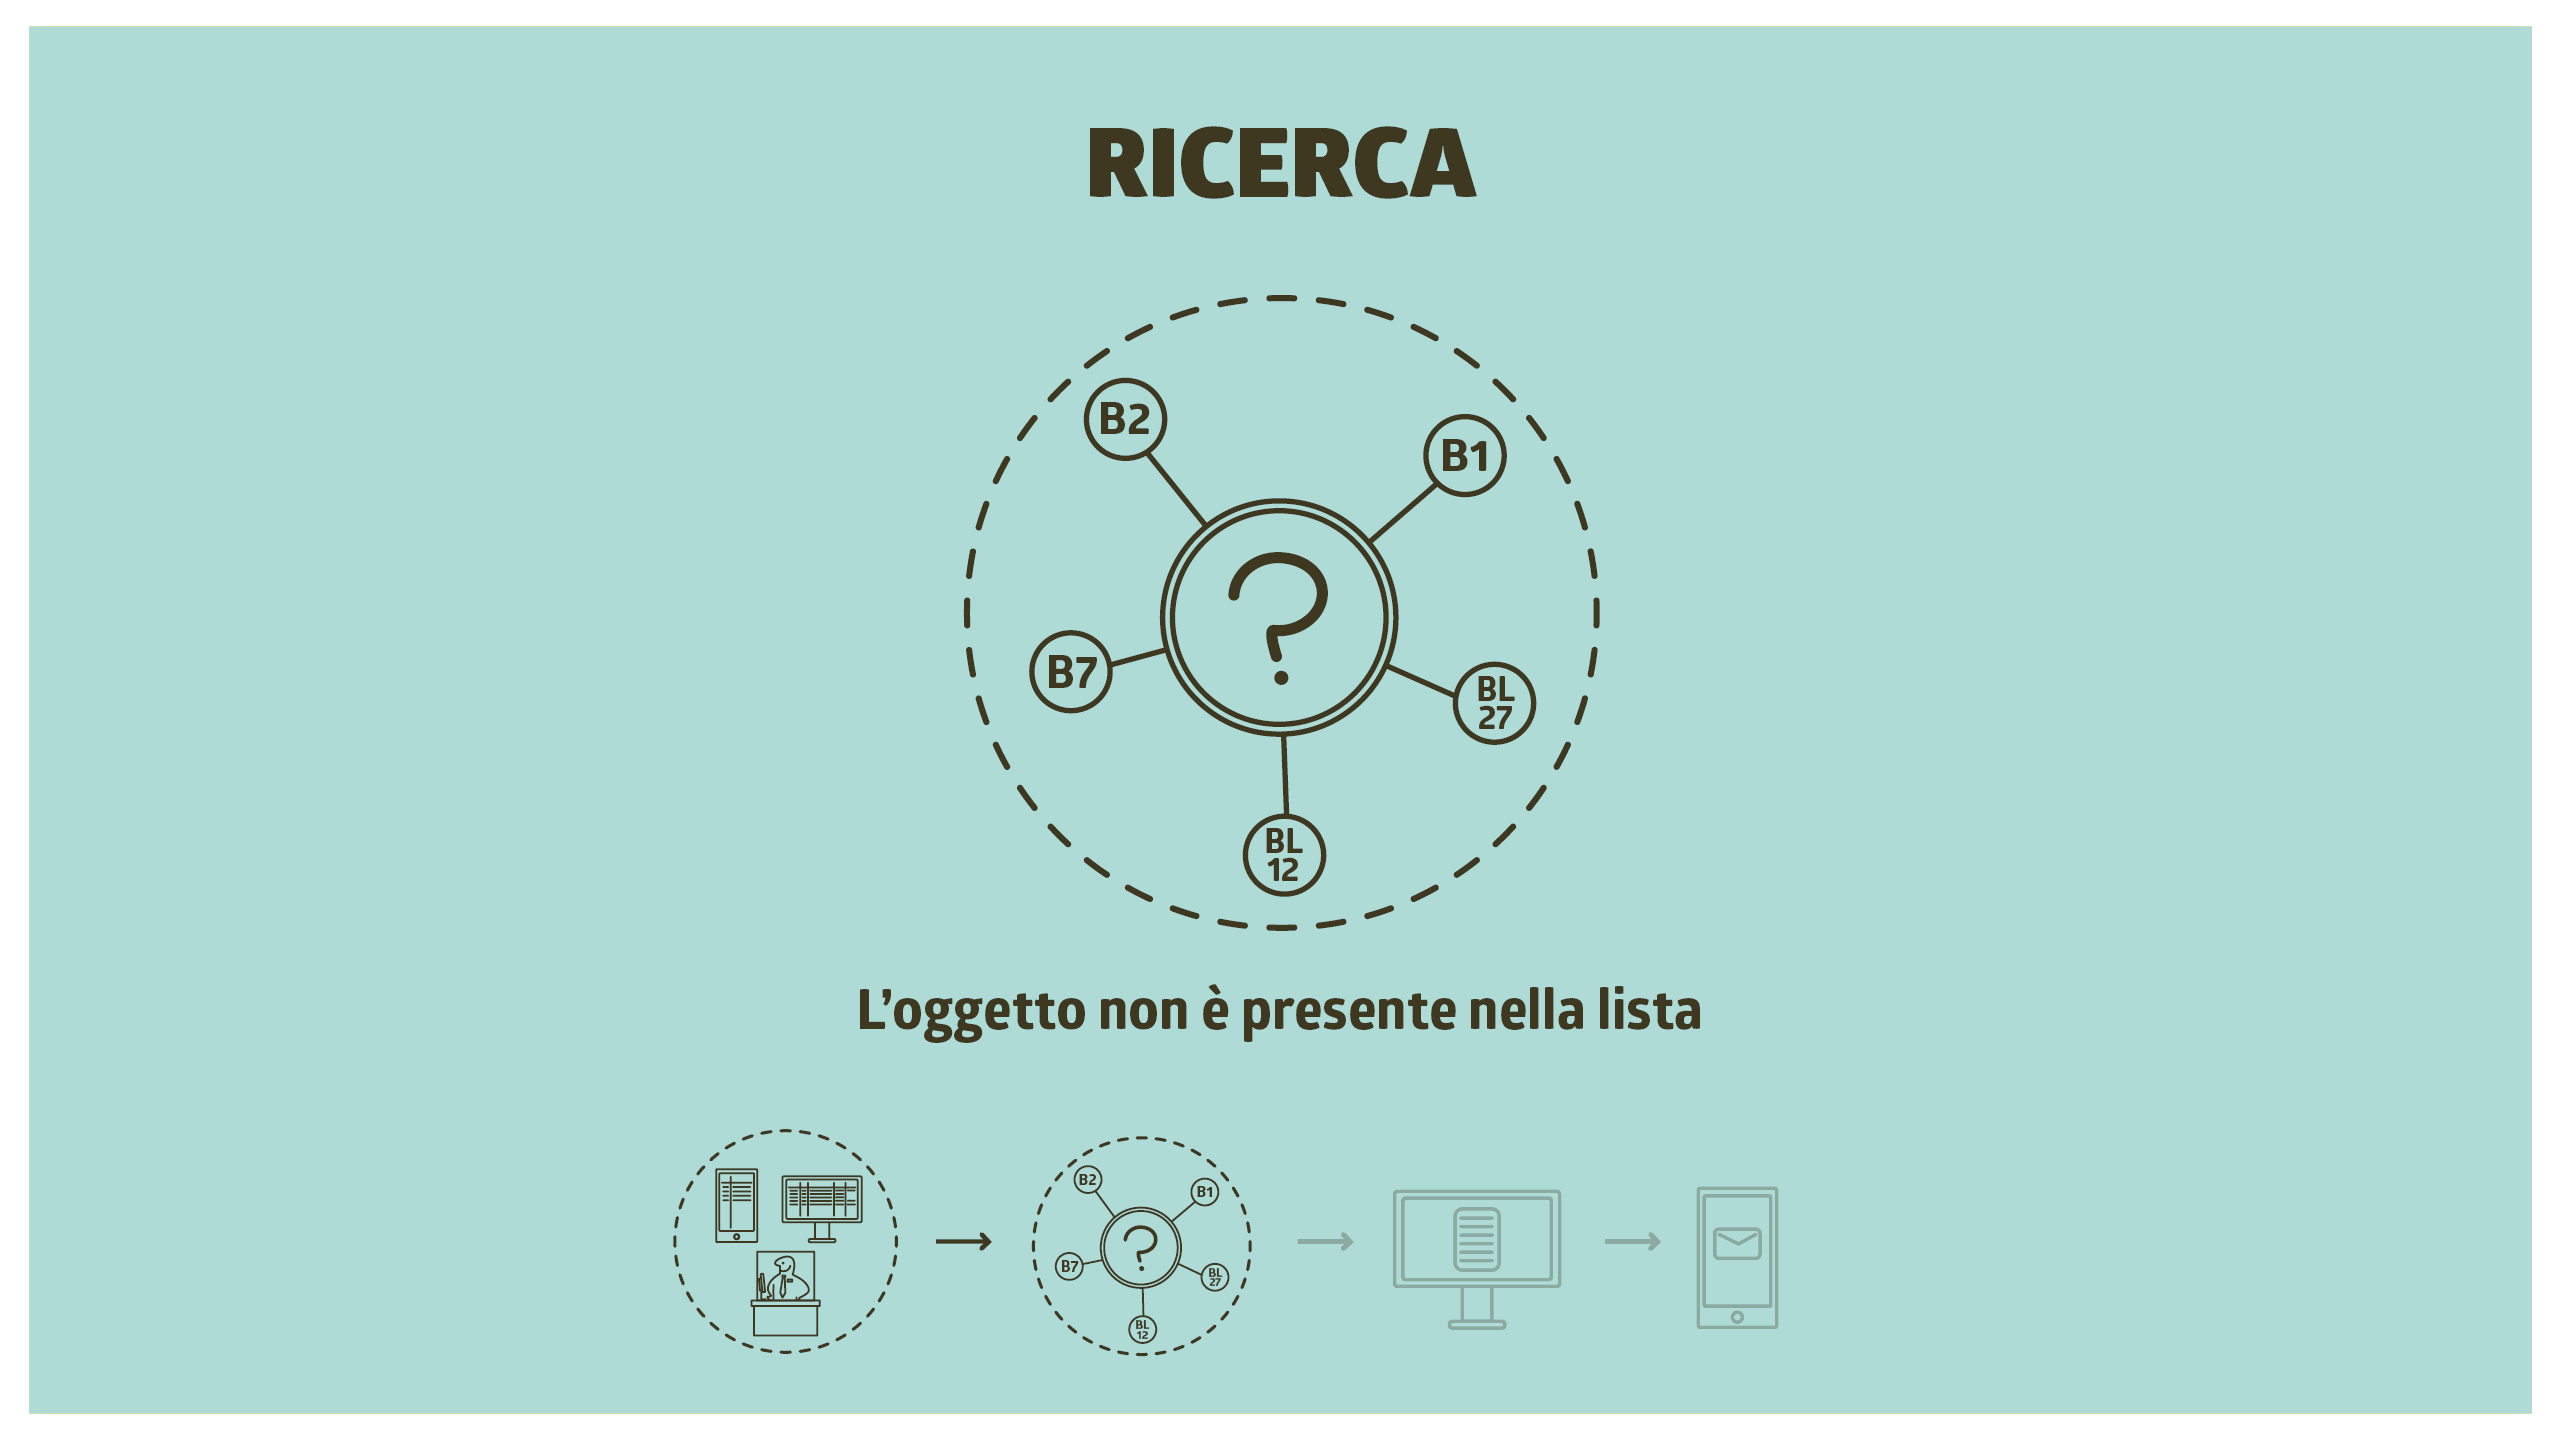 RICERCA
B2
B1
?
B7
BL
27
BL
12
L’oggetto non è presente nella lista
B2
B1
?
B7
BL
27
BL
12